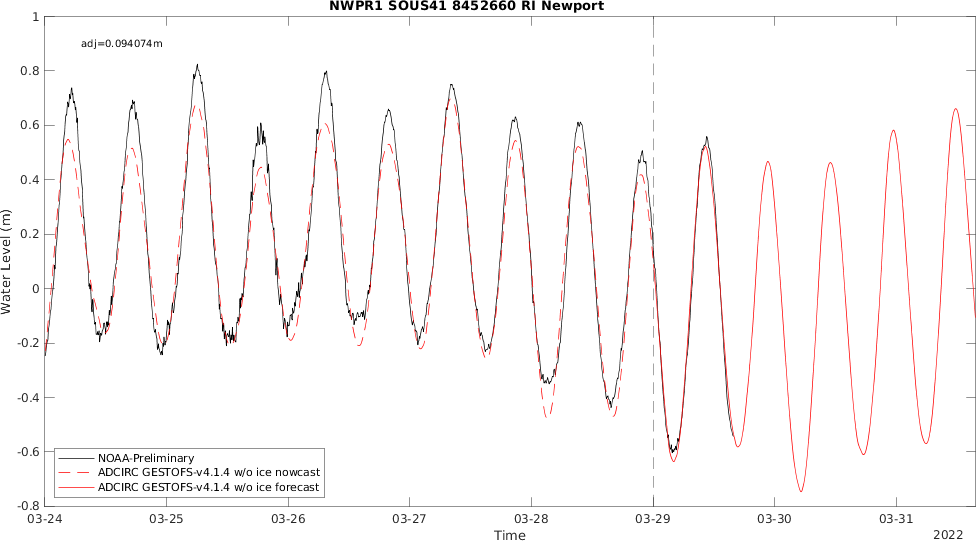 NWPR1 SOUS41 8452660 RI Newport
adj=0.094074m
Water Level (m)
1
0.8
0.6
0.4
0.2
0
-0.2
-0.4
-0.6
-0.8
NOAA-Preliminary
ADCIRC GESTOFS-v4.1.4 w/o ice nowcast
ADCIRC GESTOFS-v4.1.4 w/o ice forecast
03-24 03-25 03-26 03-27 03-28 03-29 03-30 03-31
Time
2022